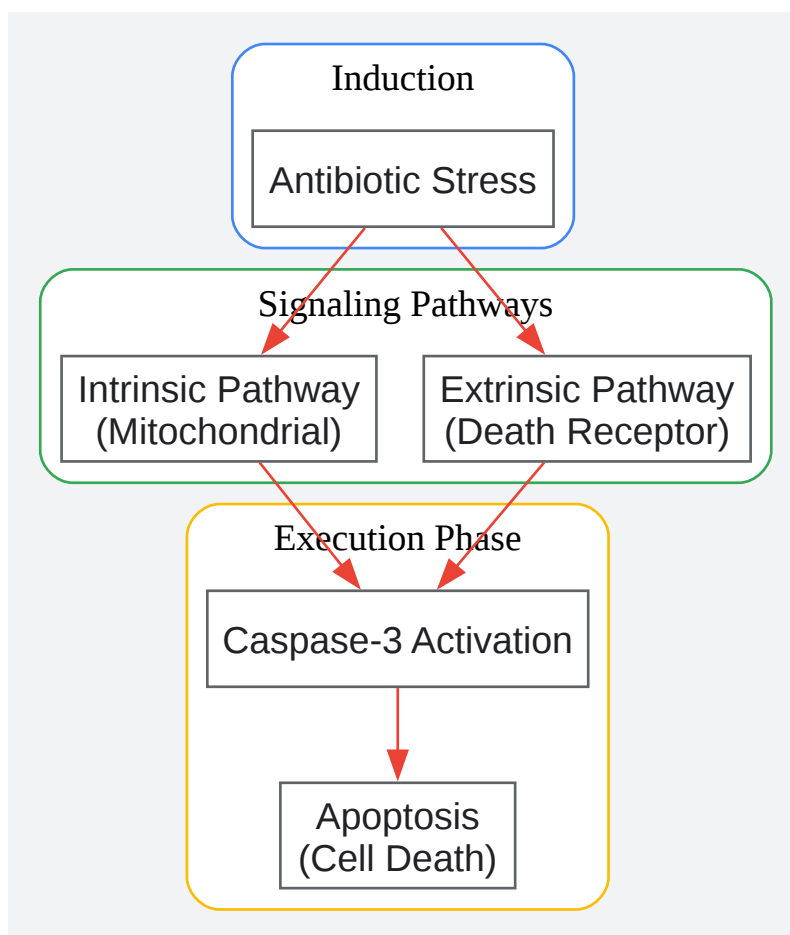 Induction
Antibiotic Stress
Signaling Pathways
Intrinsic Pathway
(Mitochondrial)
Extrinsic Pathway
(Death Receptor)
Execution Phase
Caspase-3 Activation
Apoptosis
(Cell Death)